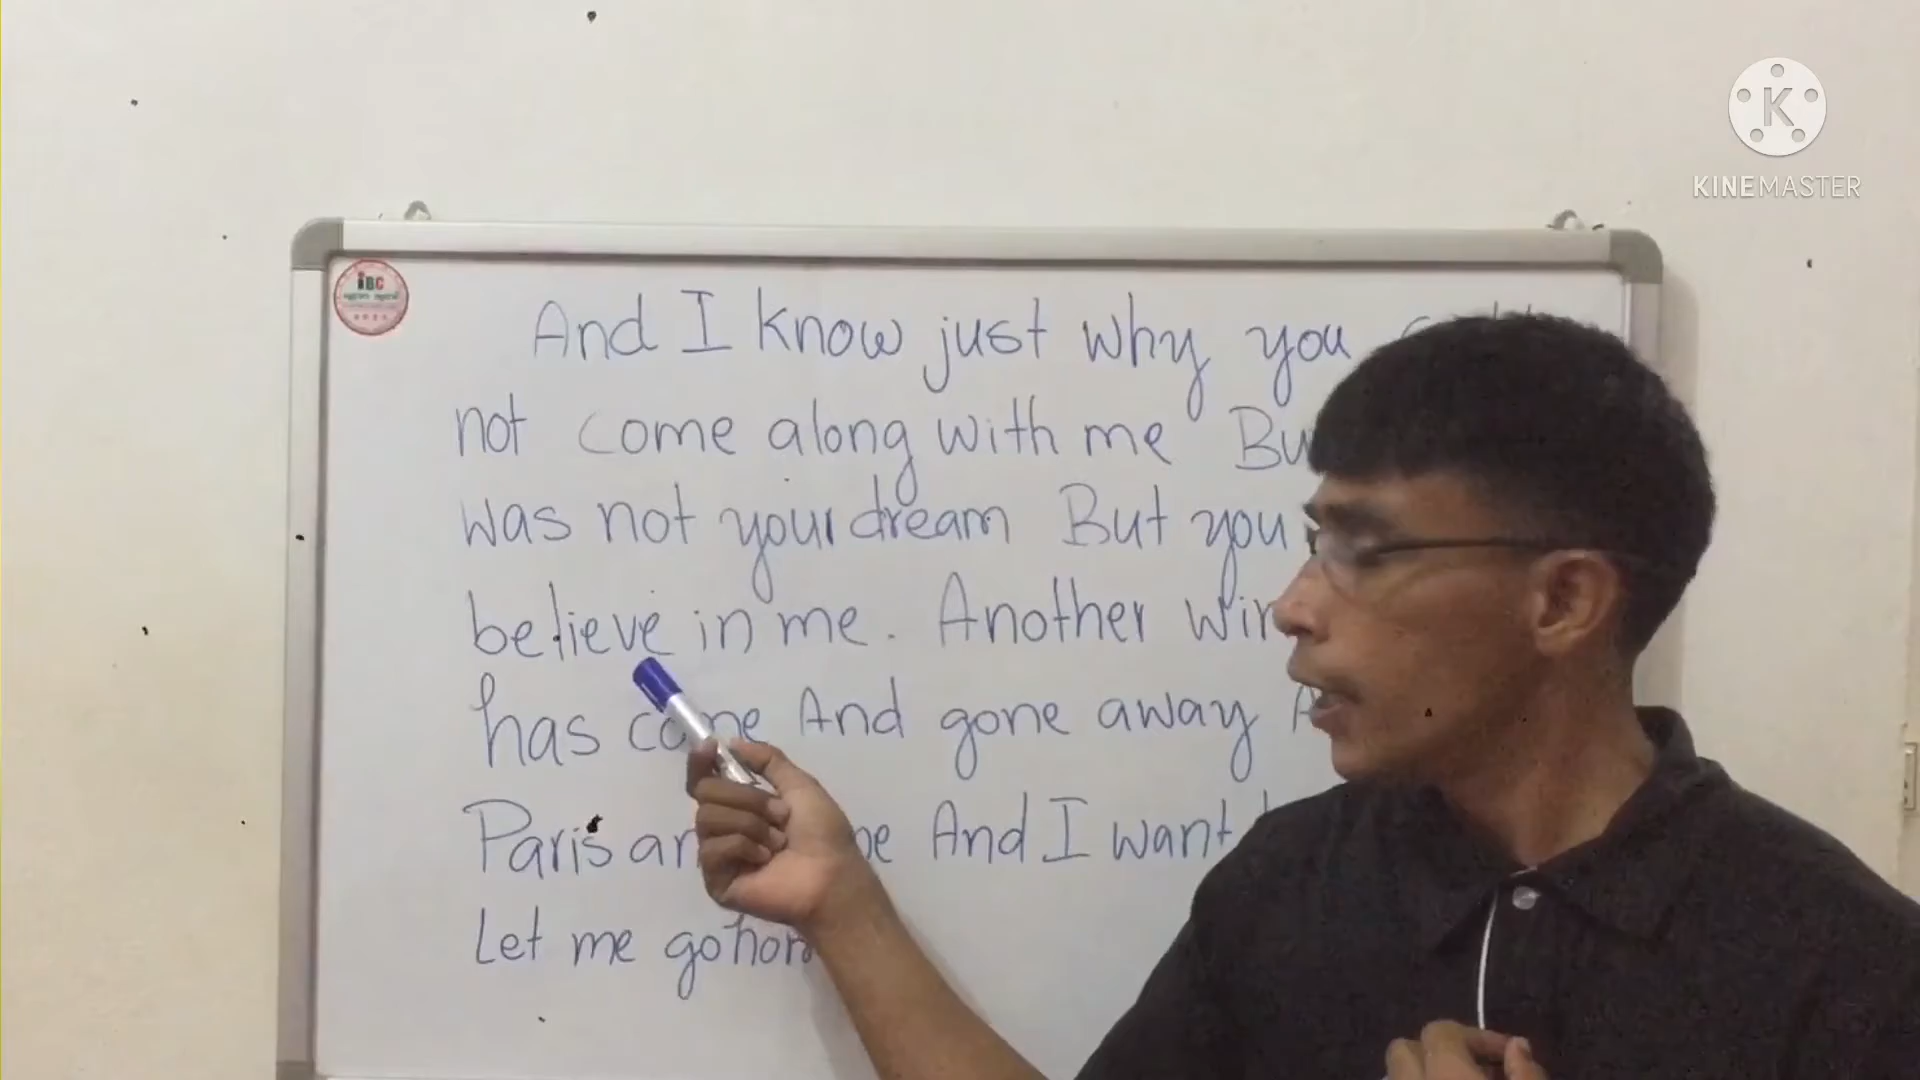 KINEMASTER
iBC
And I know just why you
not come along with me
was not your dream But you
believe in me. Another
has come And gone away
Paris And I want
Let me go